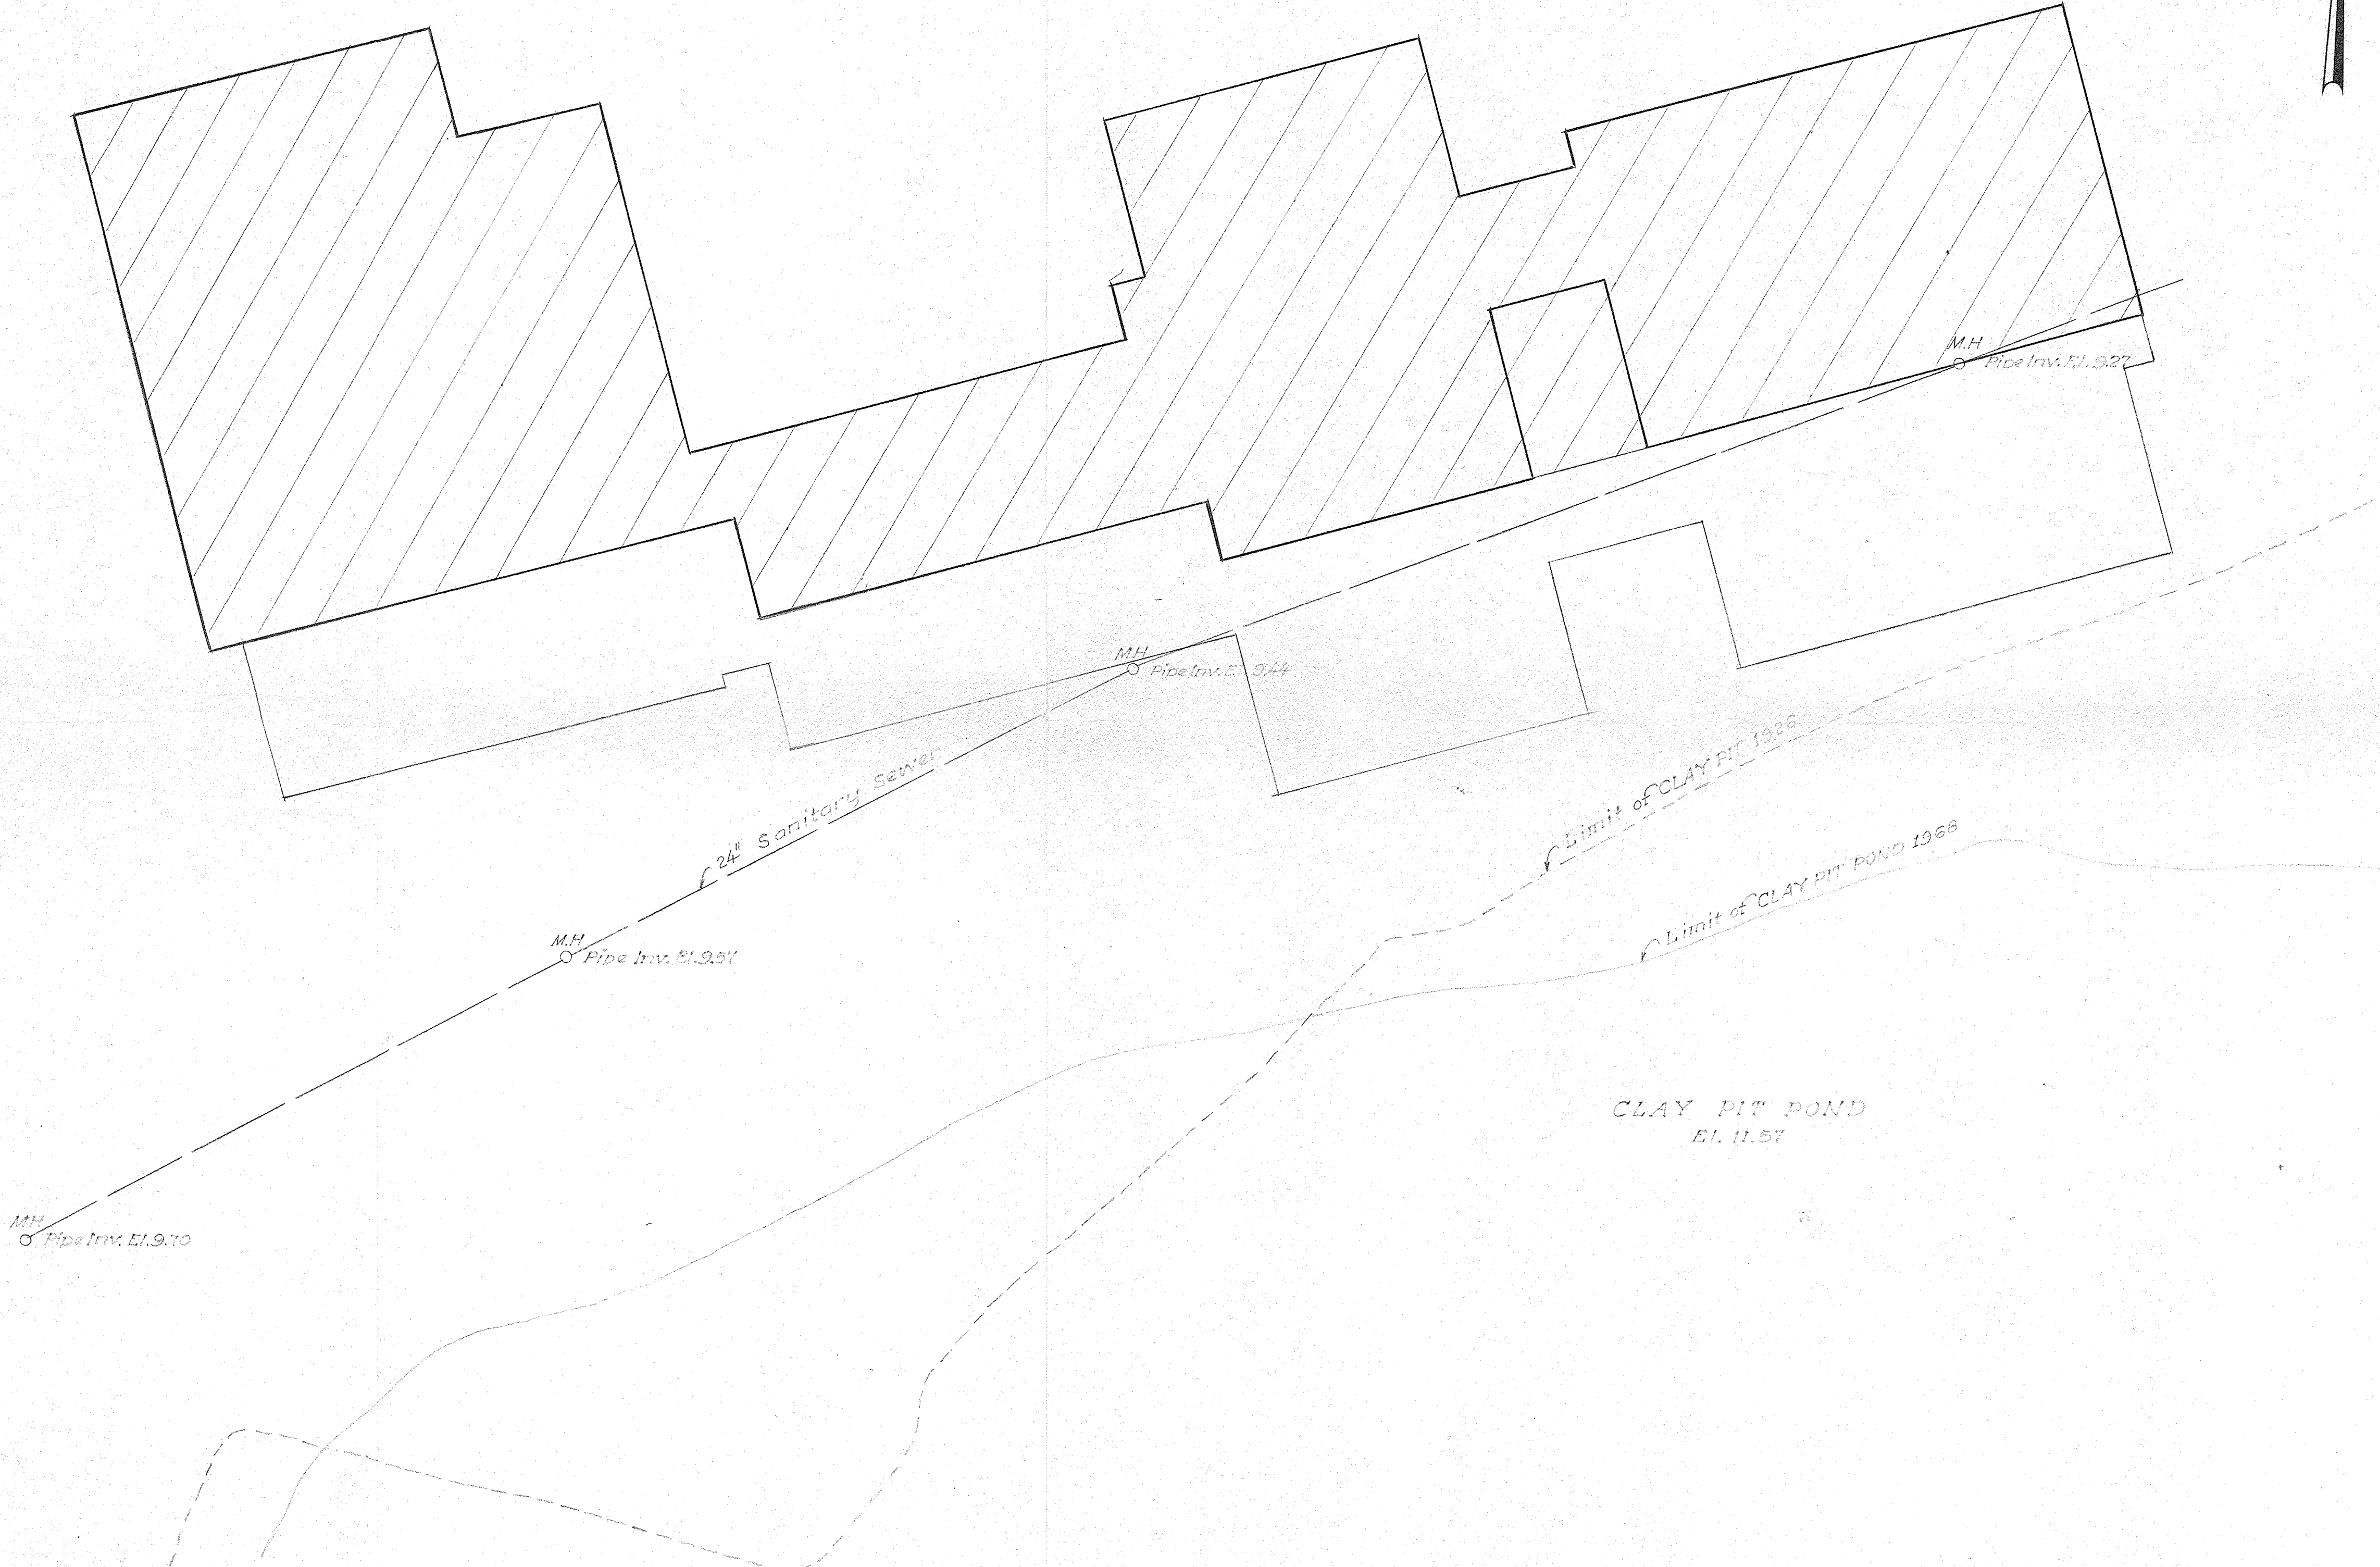 M.H
Pipe Inv. El. 9.27
M.H
Pipe Inv. El. 9.44
24" Sanitary Sewer
Limit of CLAY PIT 1926
Limit of CLAY PIT POND 1968
M.H
Pipe Inv. El. 9.57
CLAY PIT POND
El. 11.57
MH
Pipe Inv. El. 9.70